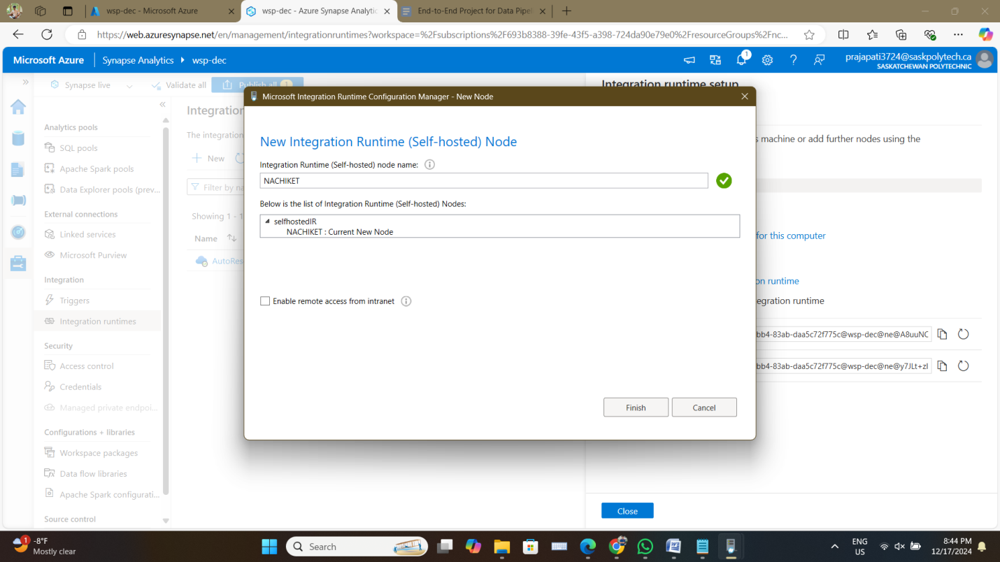 wsp-dec - Microsoft Azure
wsp-dec - Azure Synapse Analytic
End-to-End Project for Data Pipel
https://web.azuresynapse.net/en/management/integrationruntimes?workspace=%2Fsubscriptions%2F693b8388-39fe-43f5-a398-724da90e79e0%2FresourceGroups%2Fnc...
Microsoft Azure
Synapse Analytics
wsp-dec
1
prajapati3724@saskpolytech.ca
SASKATCHEWAN POLYTECHNIC
Synapse live
Validate all
Publish all
1
Analytics pools
SQL pools
Apache Spark pools
Data Explorer pools (prev...
External connections
Linked services
Microsoft Purview
Integration
Triggers
Integration runtimes
Security
Access control
Credentials
Managed private endpoi...
Configurations + libraries
Workspace packages
Data flow libraries
Apache Spark configurati...
Source control
Integration
The integration
New
Filter by na
Showing 1 - 1
Name
AutoRes
Microsoft Integration Runtime Configuration Manager - New Node
New Integration Runtime (Self-hosted) Node
Integration Runtime (Self-hosted) node name:
NACHIKET
Below is the list of Integration Runtime (Self-hosted) Nodes:
selfhostedIR
NACHIKET : Current New Node
Enable remote access from intranet
Finish
Cancel
Integration runtime setup
s machine or add further nodes using the
for this computer
on runtime
egration runtime
bb4-83ab-daa5c72f775c@wsp-dec@ne@A8uuNC
bb4-83ab-daa5c72f775c@wsp-dec@ne@y7JLt+zI
Close
1
-8°F
Mostly clear
Search
ENG
US
8:44 PM
12/17/2024